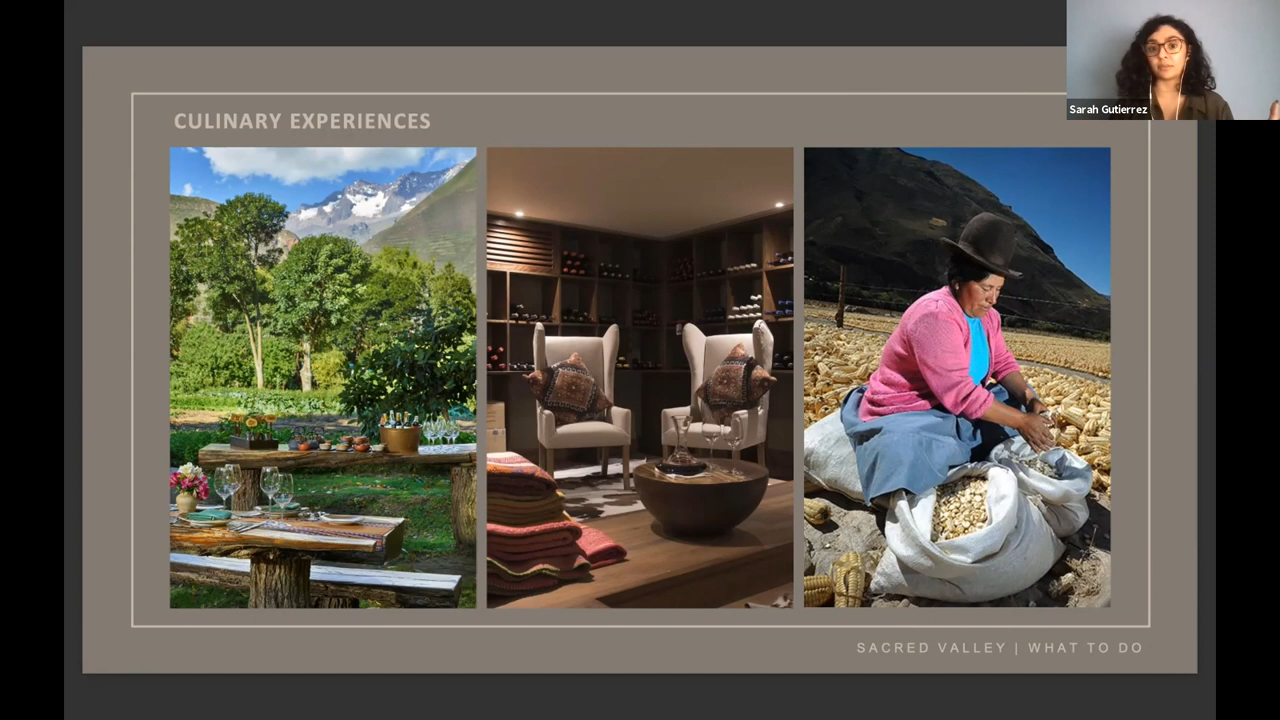 Sarah Gutierrez
CULINARY EXPERIENCES
SACRED VALLEY | WHAT TO DO